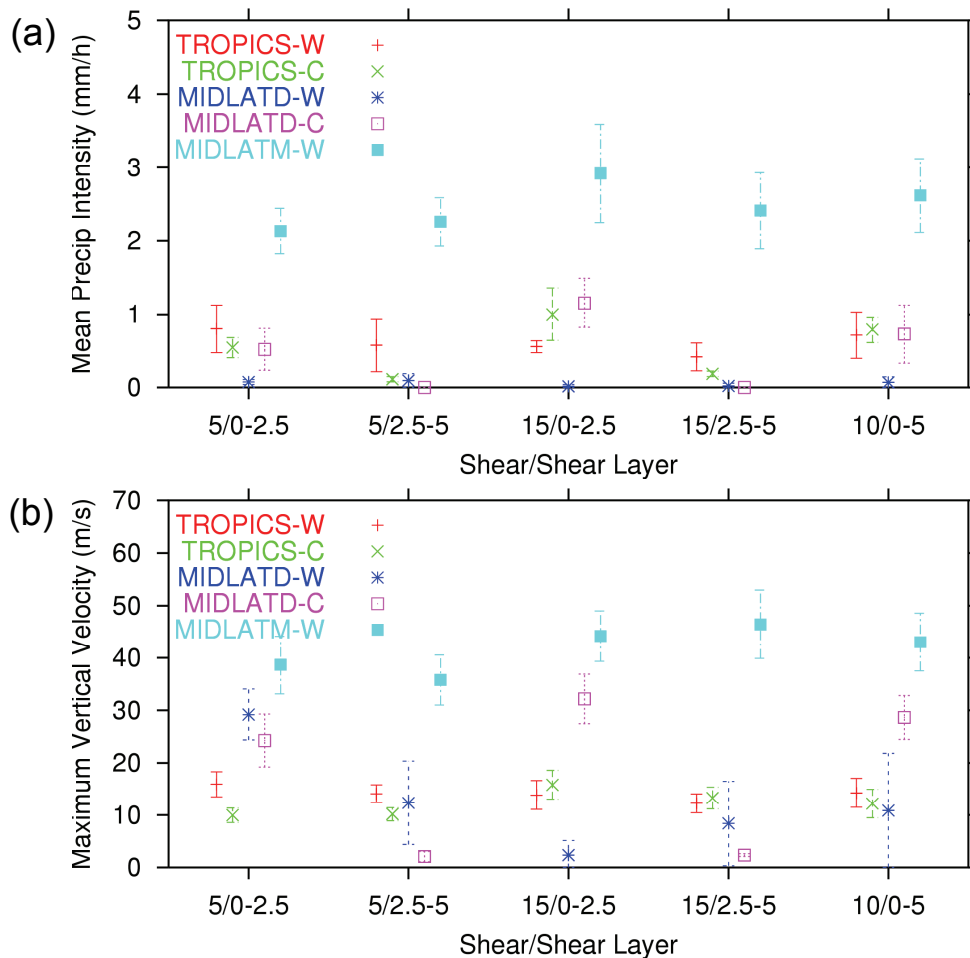 (a)
Mean Precip Intensity (mm/h)
5
4
3
2
1
0
TROPICS-W
TROPICS-C
MIDLATD-W
MIDLATD-C
MIDLATM-W
5/0-2.5 5/2.5-5 15/0-2.5 15/2.5-5 10/0-5
Shear/Shear Layer
(b)
Maximum Vertical Velocity (m/s)
70
60
50
40
30
20
10
0
TROPICS-W
TROPICS-C
MIDLATD-W
MIDLATD-C
MIDLATM-W
5/0-2.5 5/2.5-5 15/0-2.5 15/2.5-5 10/0-5
Shear/Shear Layer